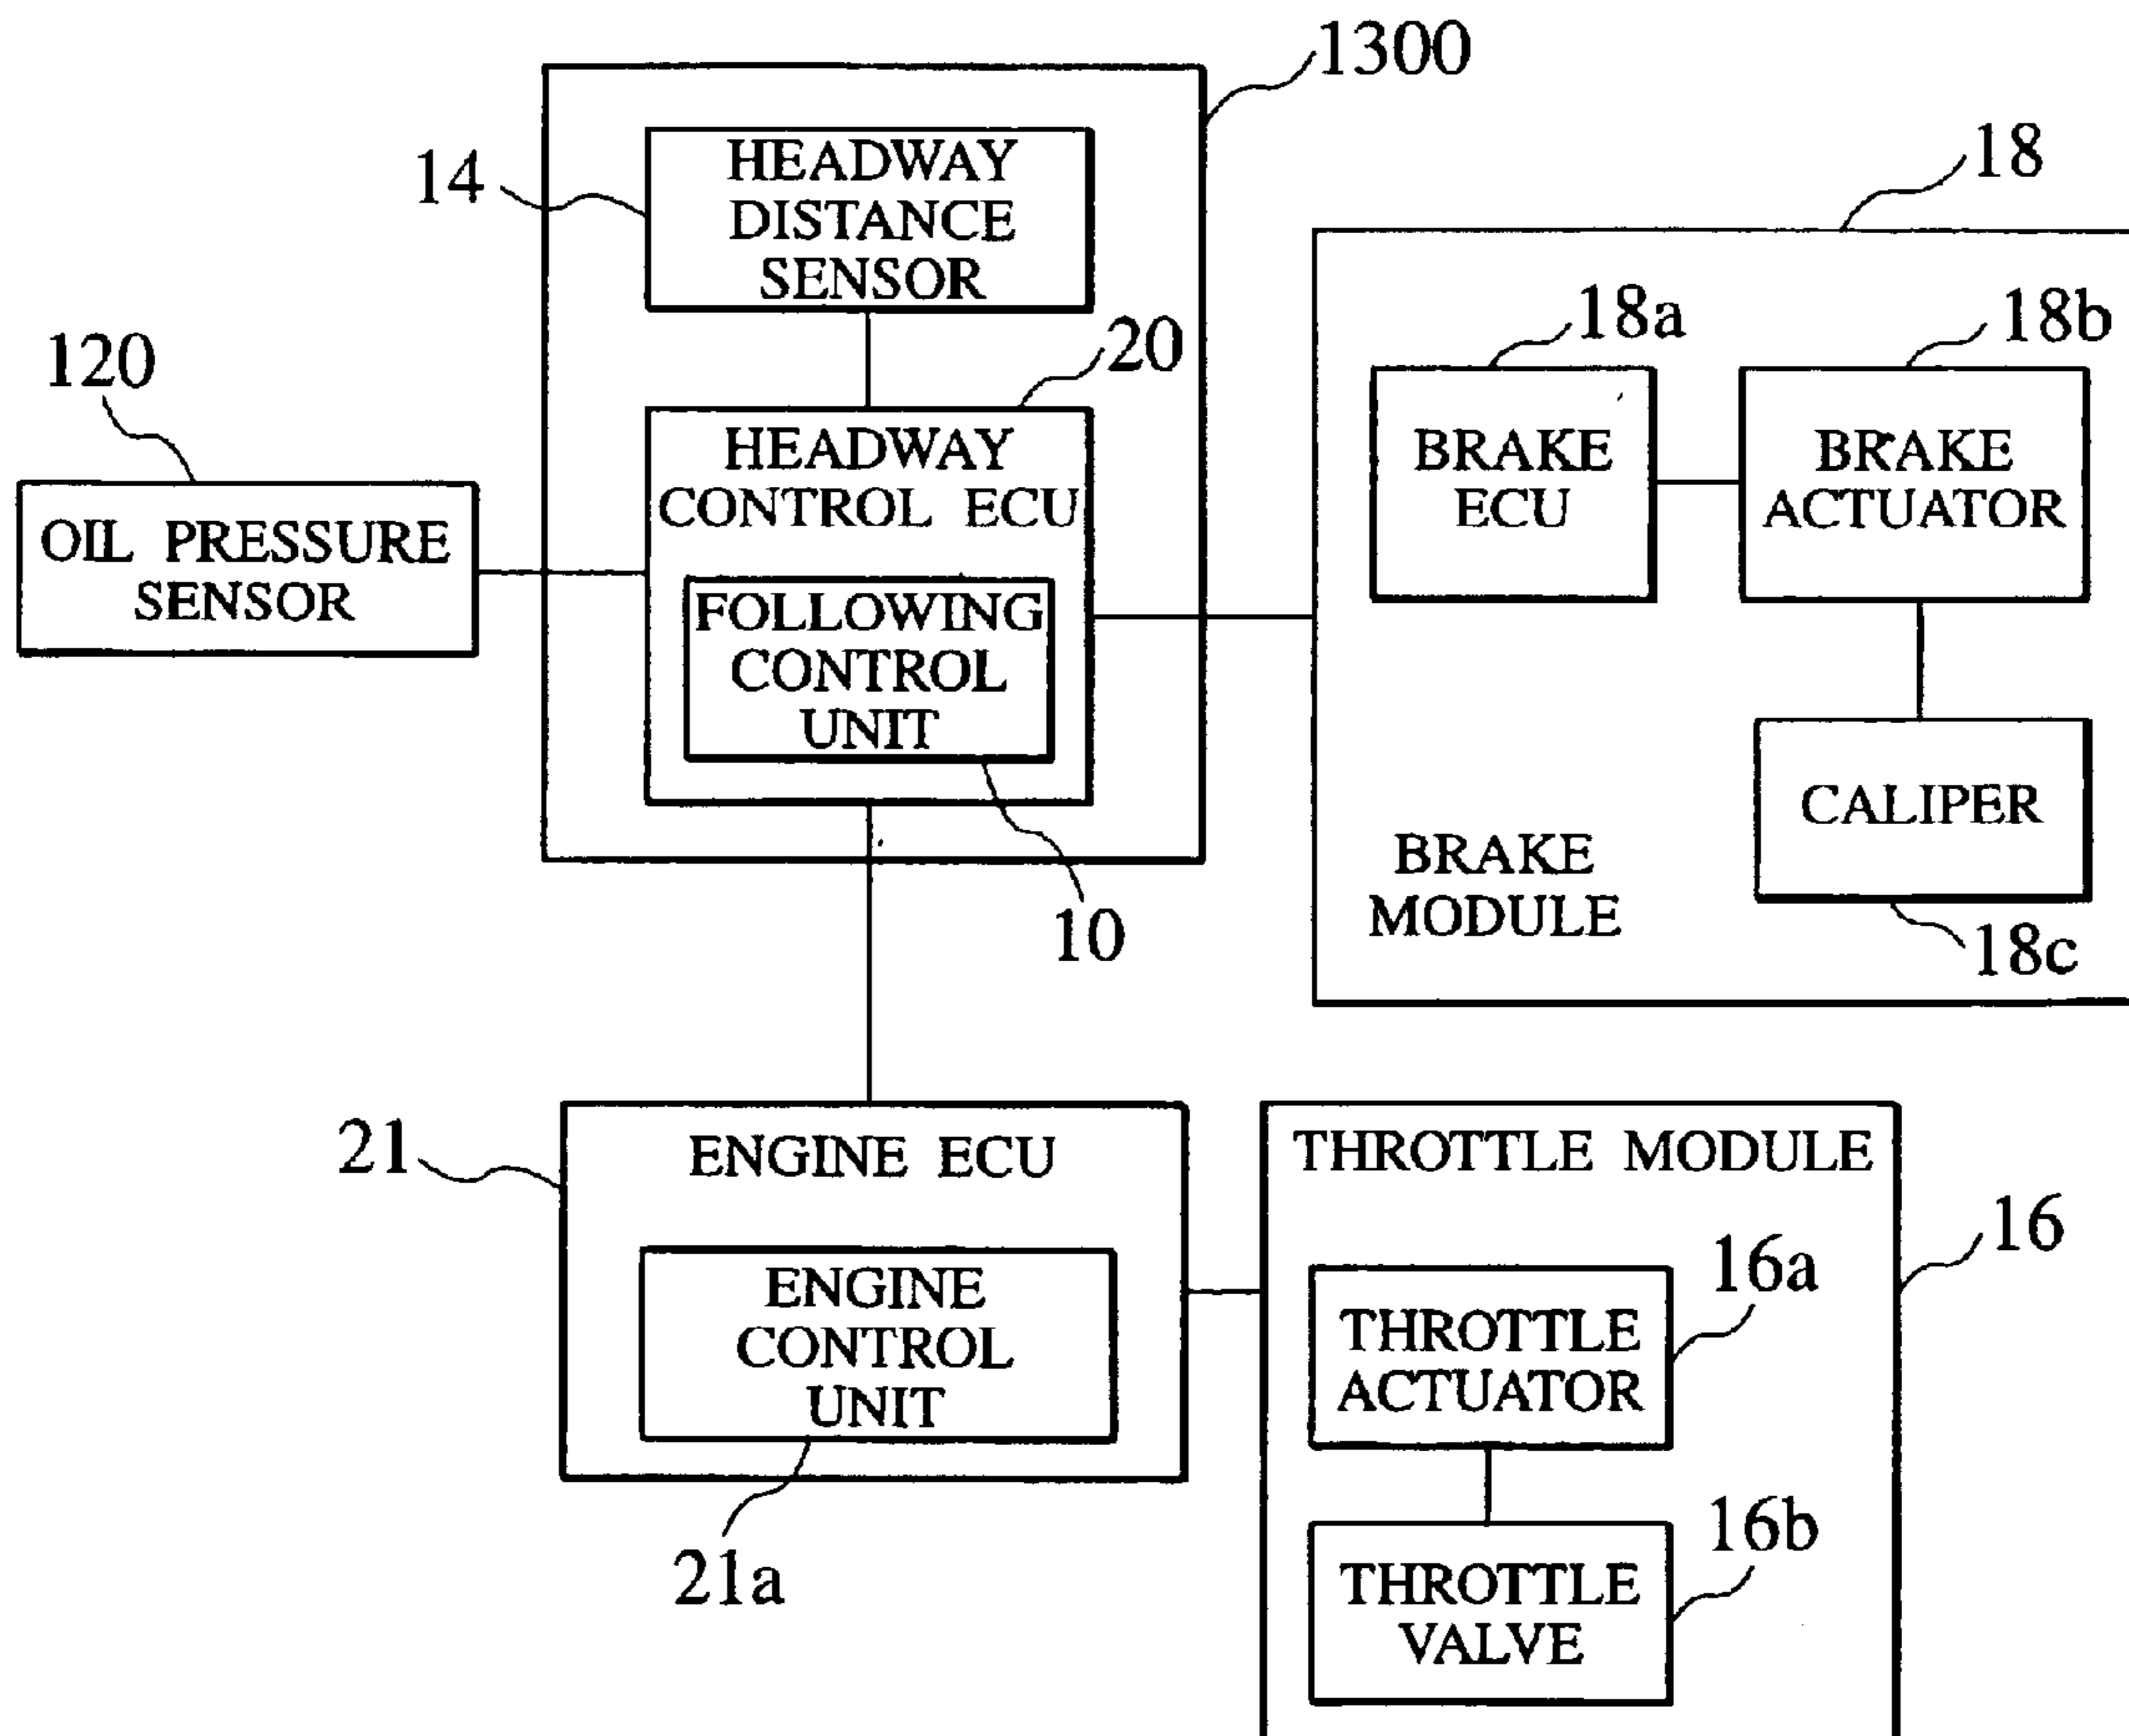 1300
HEADWAY
DISTANCE
SENSOR
14
18
120
20
HEADWAY
CONTROL ECU
FOLLOWING
CONTROL
UNIT
10
OIL PRESSURE
SENSOR
18a
18b
BRAKE
ECU
BRAKE
ACTUATOR
CALIPER
18c
BRAKE
MODULE
21
ENGINE ECU
ENGINE
CONTROL
UNIT
21a
THROTTLE MODULE
16
16a
THROTTLE
ACTUATOR
16b
THROTTLE
VALVE